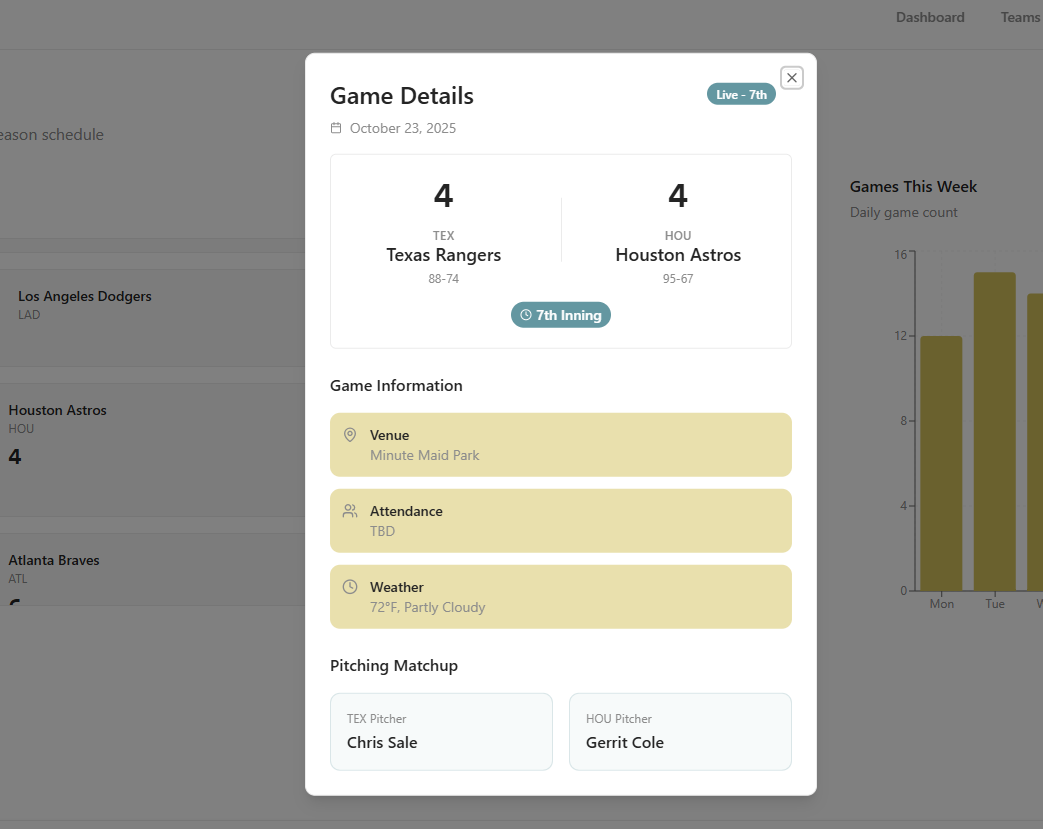 Dashboard
Teams
eason schedule
Los Angeles Dodgers
LAD
Houston Astros
HOU
4
Atlanta Braves
ATL
Game Details
Live - 7th
October 23, 2025
4
TEX
Texas Rangers
88-74
4
HOU
Houston Astros
95-67
7th Inning
Game Information
Venue
Minute Maid Park
Attendance
TBD
Weather
72°F, Partly Cloudy
Pitching Matchup
TEX Pitcher
Chris Sale
HOU Pitcher
Gerrit Cole
Games This Week
Daily game count
16
12
8
4
0
Mon
Tue